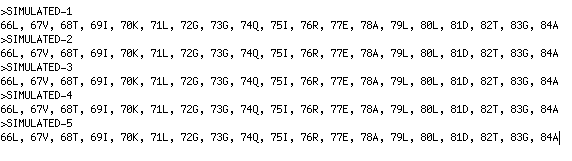 >SIMULATED-1
66L, 67V, 68T, 69I, 70K, 71L, 72G, 73G, 74Q, 75I, 76R, 77E, 78A, 79L, 80L, 81D, 82T, 83G, 84A
>SIMULATED-2
66L, 67V, 68T, 69I, 70K, 71L, 72G, 73G, 74Q, 75I, 76R, 77E, 78A, 79L, 80L, 81D, 82T, 83G, 84A
>SIMULATED-3
66L, 67V, 68T, 69I, 70K, 71L, 72G, 73G, 74Q, 75I, 76R, 77E, 78A, 79L, 80L, 81D, 82T, 83G, 84A
>SIMULATED-4
66L, 67V, 68T, 69I, 70K, 71L, 72G, 73G, 74Q, 75I, 76R, 77E, 78A, 79L, 80L, 81D, 82T, 83G, 84A
>SIMULATED-5
66L, 67V, 68T, 69I, 70K, 71L, 72G, 73G, 74Q, 75I, 76R, 77E, 78A, 79L, 80L, 81D, 82T, 83G, 84A